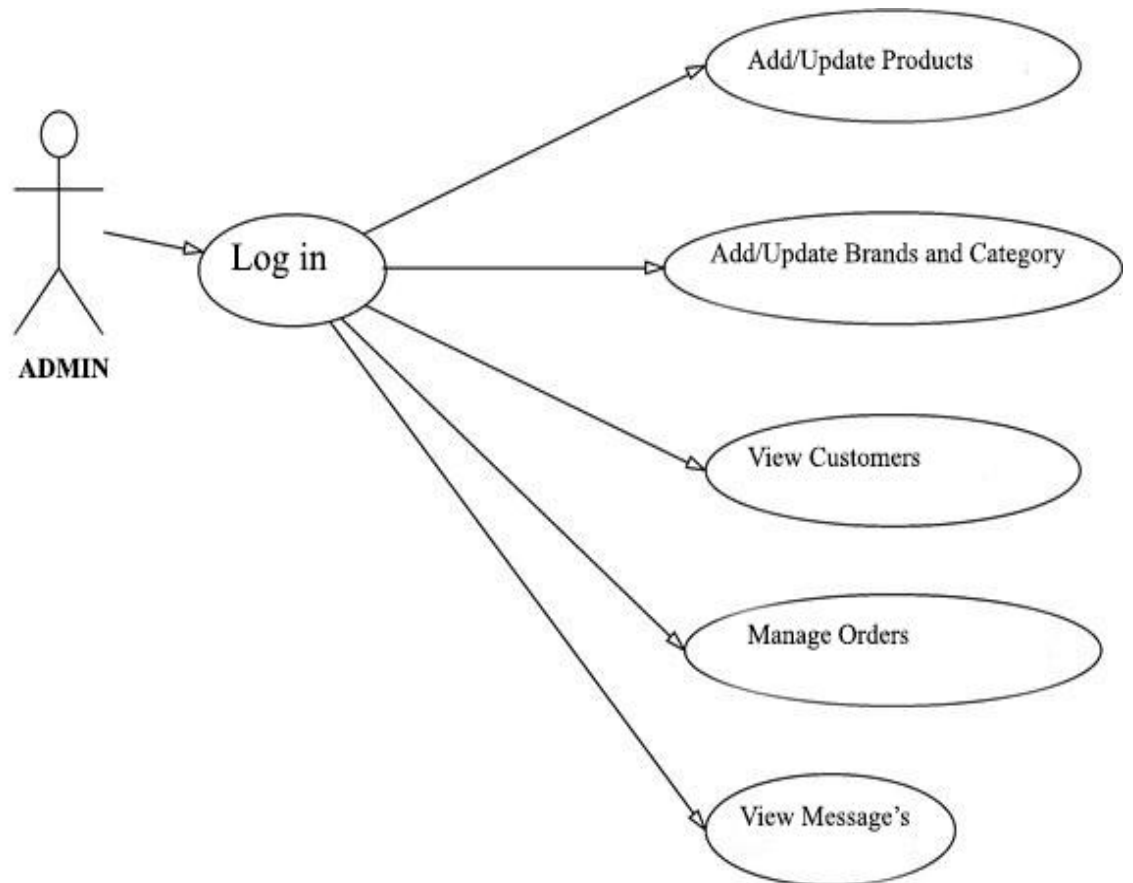 Add/Update Products
Log in
Add/Update Brands and Category
ADMIN
View Customers
Manage Orders
View Message’s